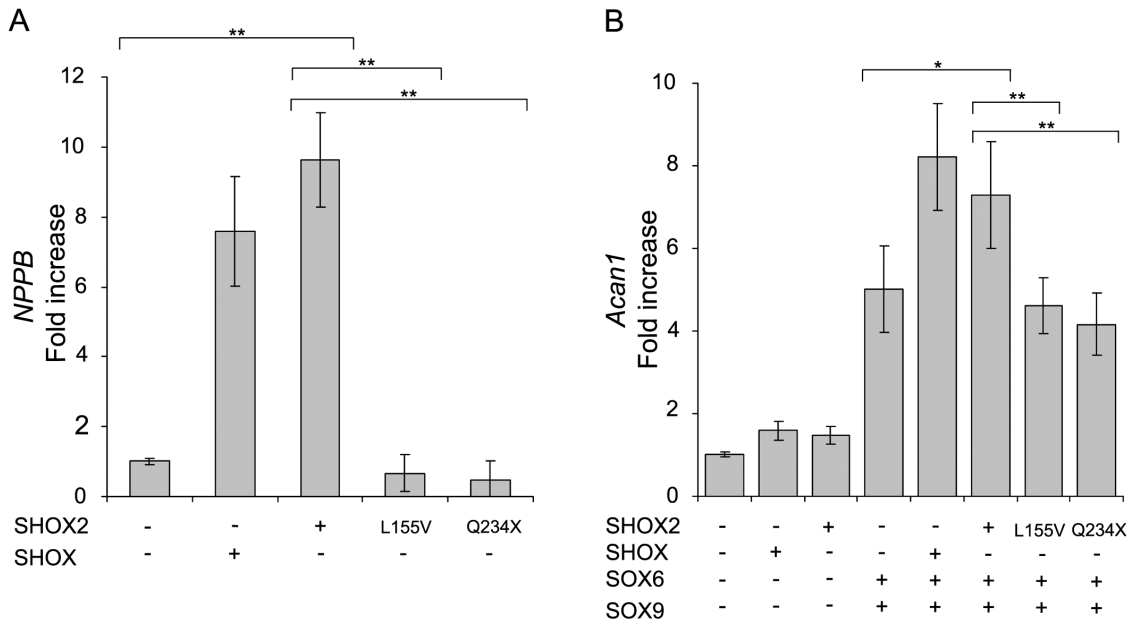 A
**
**
**
12
10
8
6
4
2
0
NPPB
Fold increase
SHOX2 - - + L155V Q234X
SHOX - + - - -
B
*
**
**
10
8
6
4
2
0
Acan1
Fold increase
SHOX2 - - + - - + L155V Q234X
SHOX - + - - + - - -
SOX6 - - - + + + + +
SOX9 - - - + + + + +